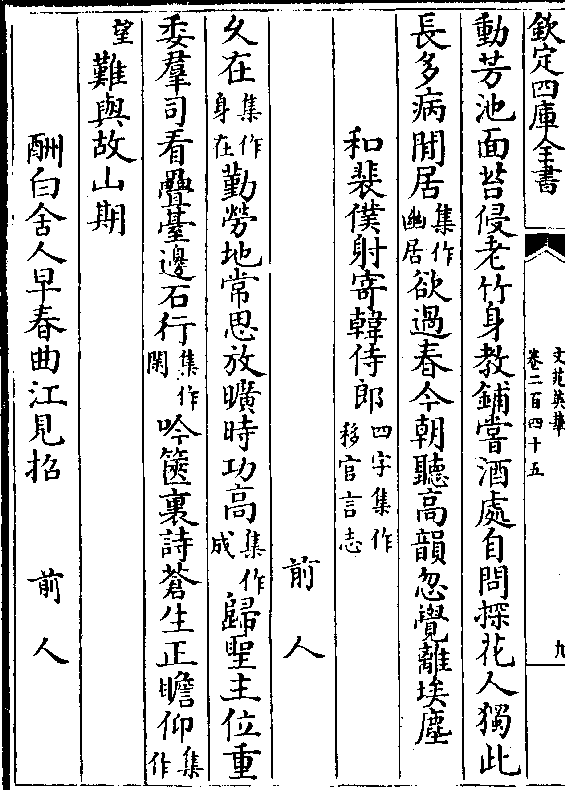 欽定四庫全書
文苑英華
卷二百四十五
九
動芳池面苔侵老竹身教鋪嘗酒處自問探花人獨此
長多病閒居集作幽居欲過春今朝聽高韻忽覺離埃塵
和裴僕射寄韓侍郎四字集作移官言志
前人
久在集作身在勤勞地常思放曠時功高集作成歸聖主位重
委羣司看疊臺邊石行集作閑吟篋裏詩蒼生正瞻仰集作
望難與故山期
酬白舍人早春曲江見招 前人